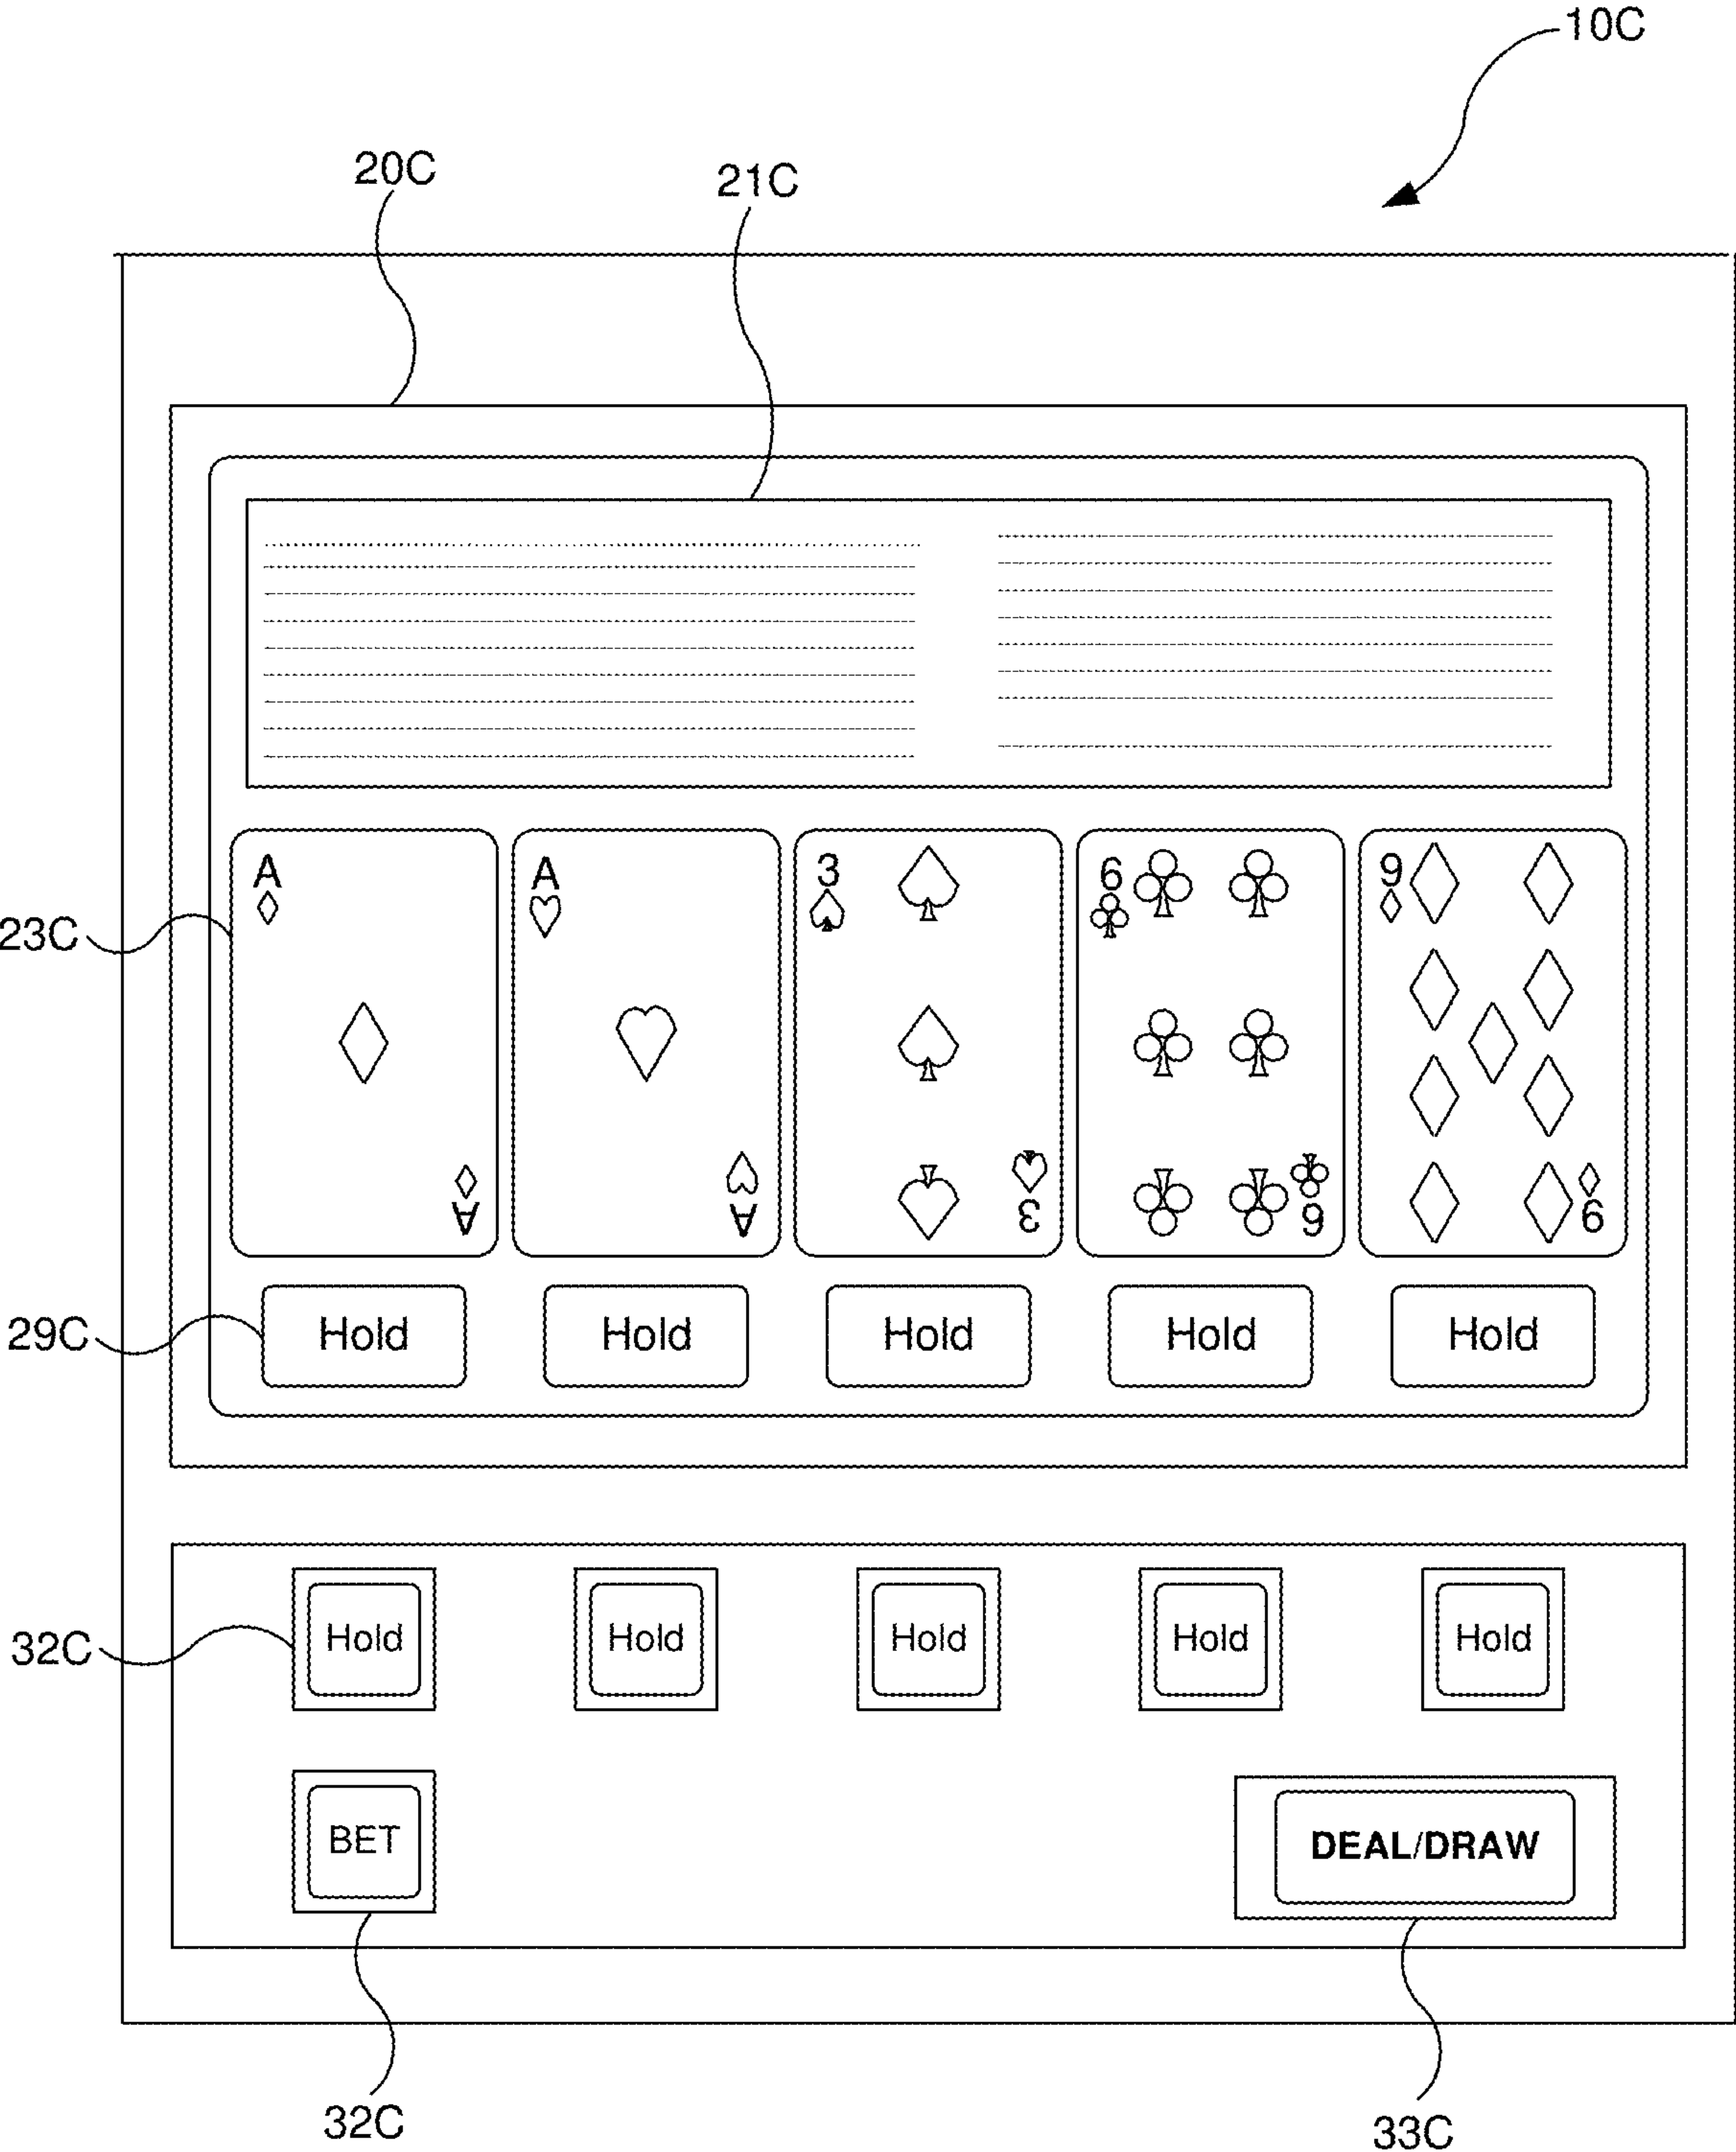 10C
20C
21C
A A 3 6 9
23C
A A 3 6 9
29C Hold Hold Hold Hold Hold
32C Hold Hold Hold Hold Hold
BET DEAL/DRAW
32C
33C